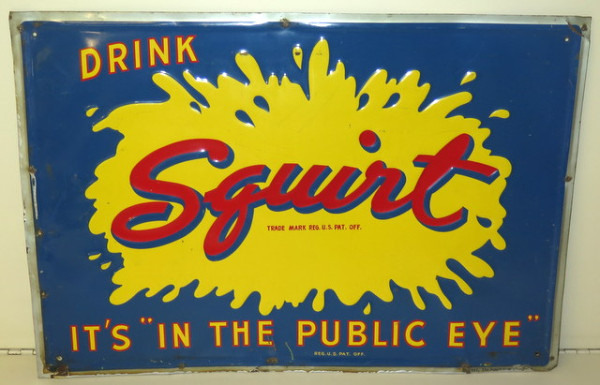 DRINK
Squirt
TRADE MARK REG. U.S. PAT. OFF.
IT'S "IN THE PUBLIC EYE"
REG. U.S. PAT. OFF.